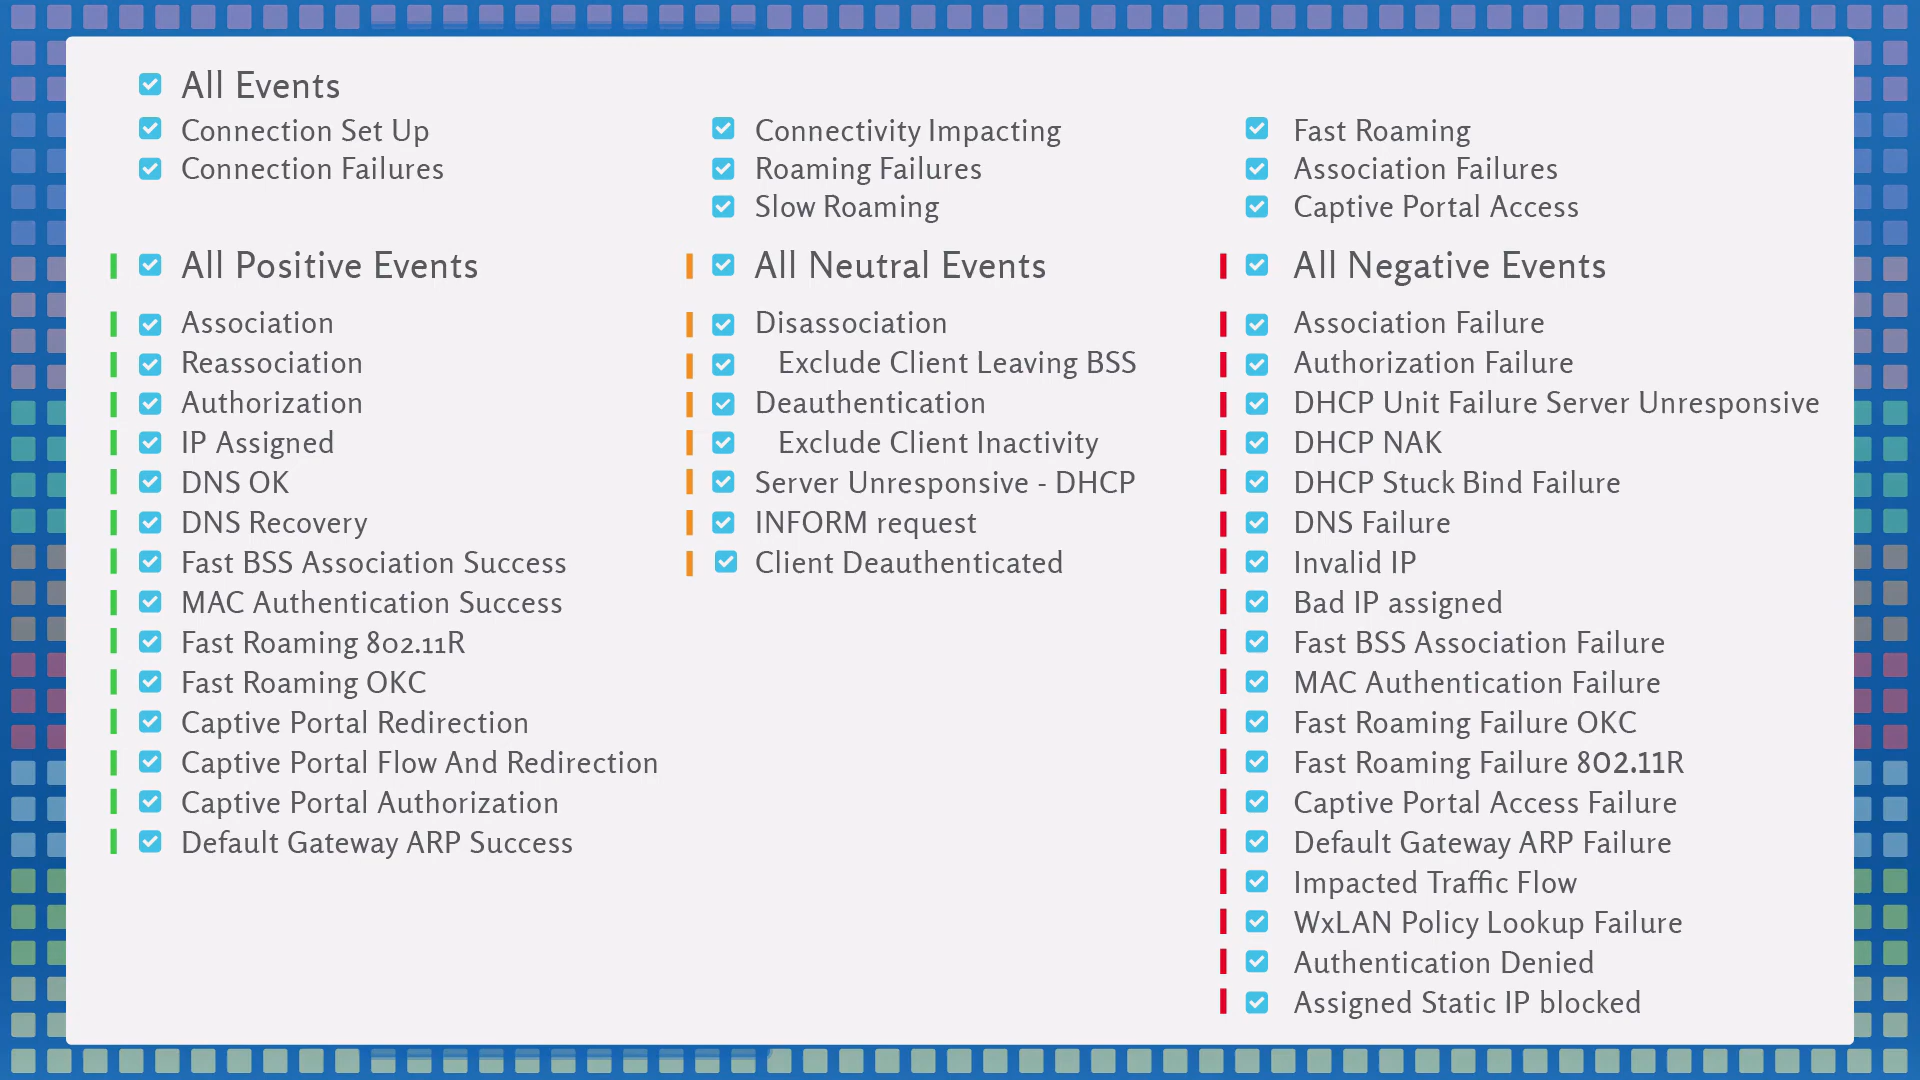 All Events
Connection Set Up
Connection Failures
Connectivity Impacting
Roaming Failures
Slow Roaming
Fast Roaming
Association Failures
Captive Portal Access
All Positive Events
Association
Reassociation
Authorization
IP Assigned
DNS OK
DNS Recovery
Fast BSS Association Success
MAC Authentication Success
Fast Roaming 802.11R
Fast Roaming OKC
Captive Portal Redirection
Captive Portal Flow And Redirection
Captive Portal Authorization
Default Gateway ARP Success
All Neutral Events
Disassociation
Exclude Client Leaving BSS
Deauthentication
Exclude Client Inactivity
Server Unresponsive - DHCP
INFORM request
Client Deauthenticated
All Negative Events
Association Failure
Authorization Failure
DHCP Unit Failure Server Unresponsive
DHCP NAK
DHCP Stuck Bind Failure
DNS Failure
Invalid IP
Bad IP assigned
Fast BSS Association Failure
MAC Authentication Failure
Fast Roaming Failure OKC
Fast Roaming Failure 802.11R
Captive Portal Access Failure
Default Gateway ARP Failure
Impacted Traffic Flow
WxLAN Policy Lookup Failure
Authentication Denied
Assigned Static IP blocked